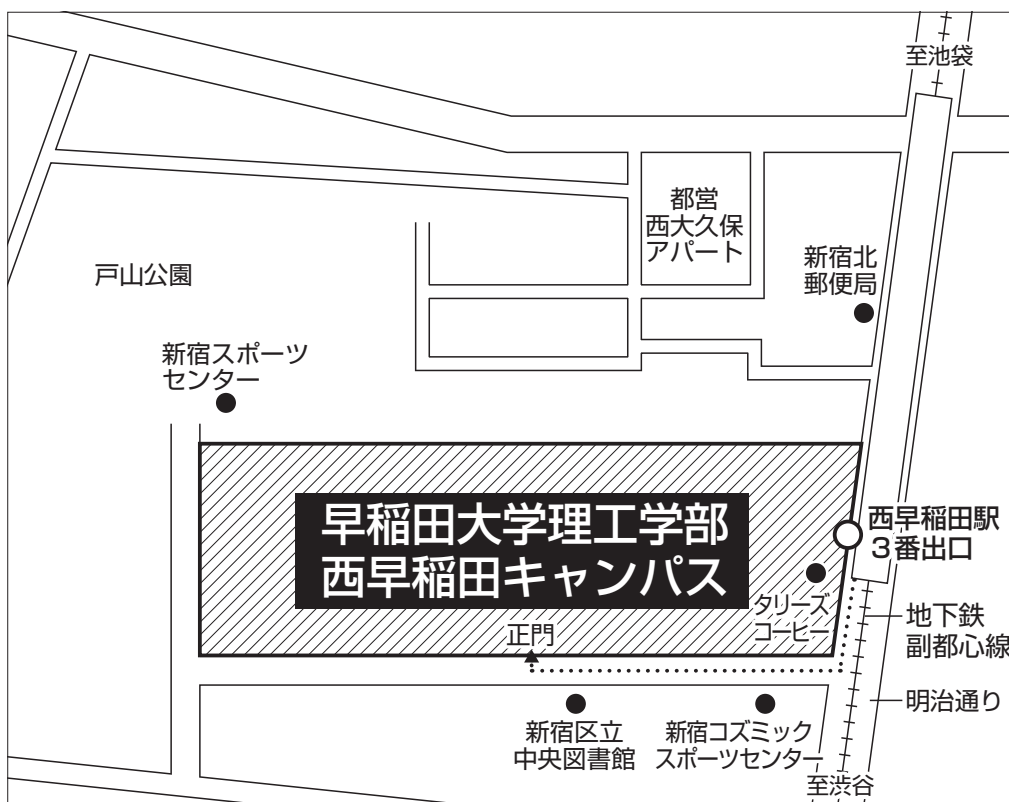 至池袋
都営
西大久保
アパート
新宿北
郵便局
戸山公園
新宿スポーツ
センター
早稲田大学理工学部
西早稲田キャンパス
西早稲田駅
３番出口
タリーズ
コーヒー
地下鉄
副都心線
正門
明治通り
新宿区立
中央図書館
新宿コズミック
スポーツセンター
至渋谷